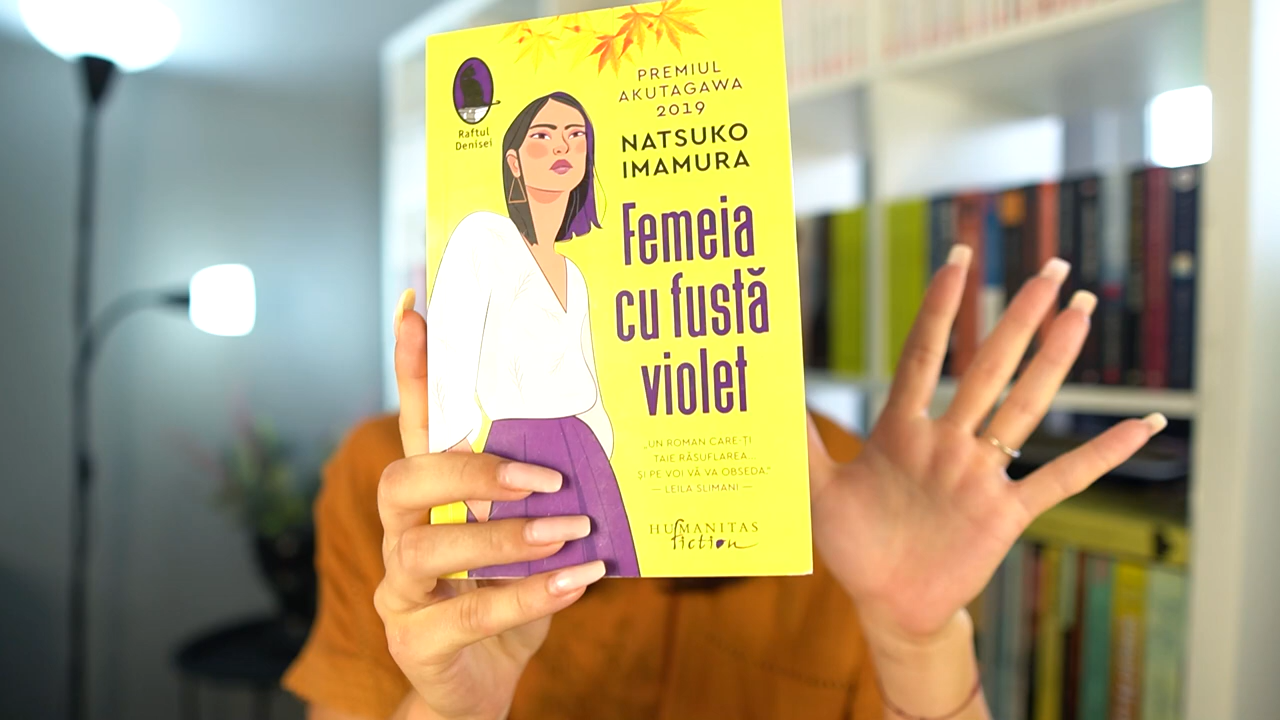 Raftul
Denisei
PREMIUL
AKUTAGAWA
2019
NATSUKO
IMAMURA
Femeia
cu fustă
violet
„UN ROMAN CARE-ȚI
TAIE RĂSUFLAREA...
ȘI PE VOI VĂ VA OBSEDA.”
— LEILA SLIMANI —
HUMANITAS
fiction